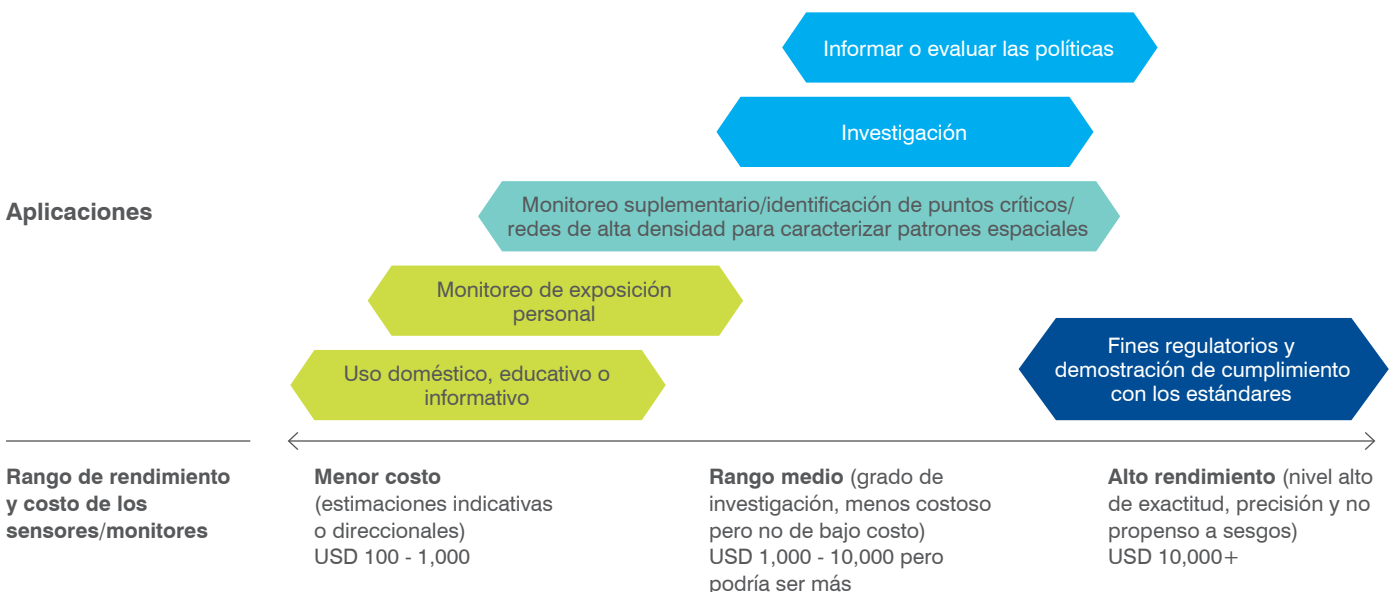 Informar o evaluar las políticas
Investigación
Aplicaciones
Monitoreo suplementario/identificación de puntos críticos/
redes de alta densidad para caracterizar patrones espaciales
Monitoreo de exposición
personal
Uso doméstico, educativo o
informativo
Fines regulatorios y
demostración de cumplimiento
con los estándares
Rango de rendimiento
y costo de los
sensores/monitores
Menor costo
(estimaciones indicativas
o direccionales)
USD 100 - 1,000
Rango medio (grado de
investigación, menos costoso
pero no de bajo costo)
USD 1,000 - 10,000 pero
podría ser más
Alto rendimiento (nivel alto
de exactitud, precisión y no
propenso a sesgos)
USD 10,000+